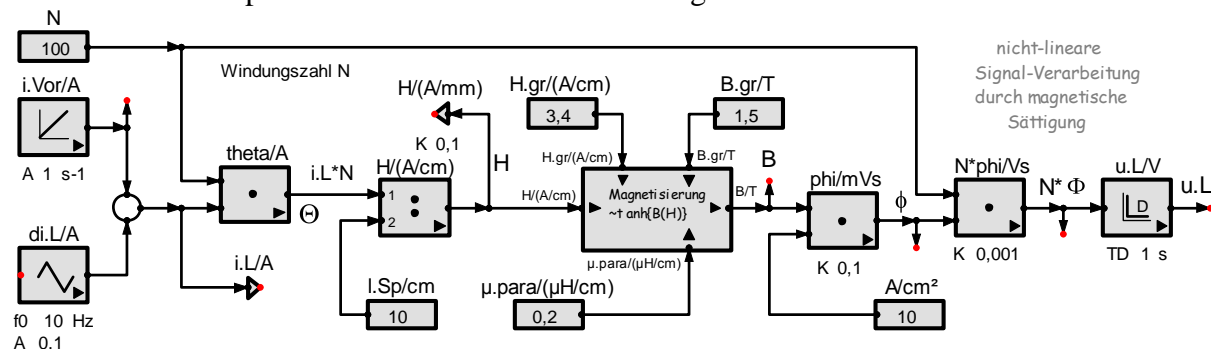 N
100
Windungszahl N
i.Vor/A
A 1 s-1
di.L/A
f0 10 Hz
A 0,1
i.L/A
theta/A
Θ
i.L*N
H/(A/mm)
K 0,1
H/(A/cm)
1
2
l.Sp/cm
10
H
H.gr/(A/cm)
3,4
B.gr/T
1,5
H.gr/(A/cm)
B.gr/T
H/(A/cm)
Magnetisierung
~t anh{B(H)}
B/T
µ.para/(µH/cm)
µ.para/(µH/cm)
0,2
B
phi/mVs
K 0,1
ϕ
A/cm²
10
nicht-lineare
Signal-Verarbeitung
durch magnetische
Sättigung
N*phi/Vs
K 0,001
N* Φ
u.L/V
D
TD 1 s
u.L